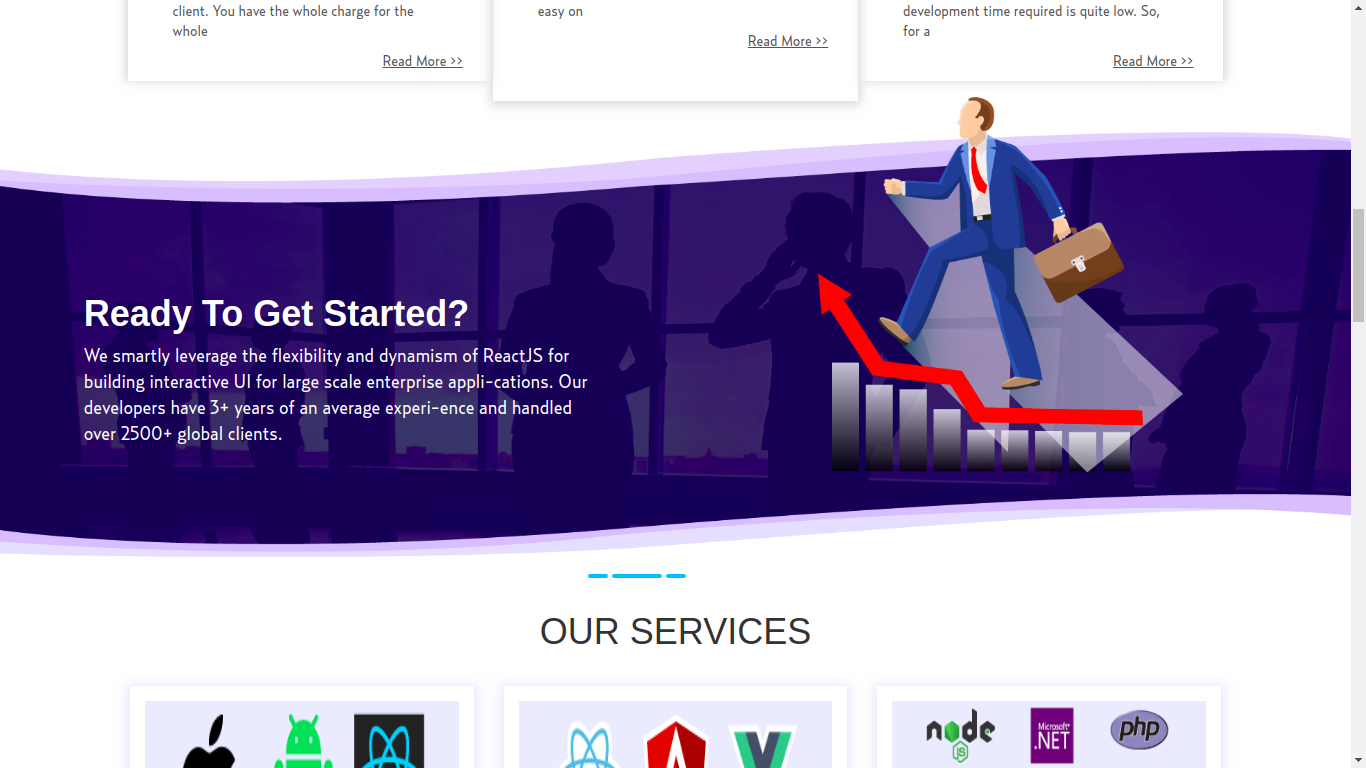 client. You have the whole charge for the
whole
Read More >>
easy on
Read More >>
development time required is quite low. So,
for a
Read More >>
Ready To Get Started?
We smartly leverage the flexibility and dynamism of ReactJS for
building interactive UI for large scale enterprise appli-cations. Our
developers have 3+ years of an average experi-ence and handled
over 2500+ global clients.
OUR SERVICES
node
JS
Microsoft®
.NET
php